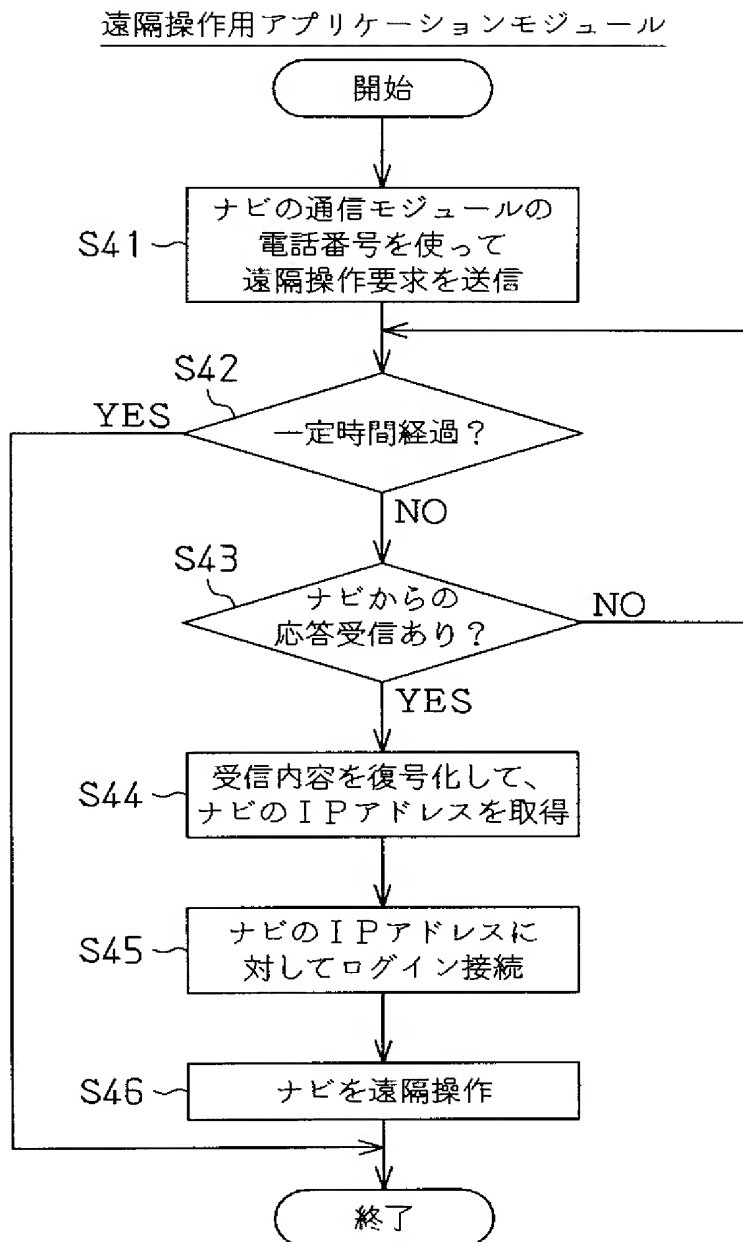 遠隔操作用アプリケーションモジュール
開始
S41
ナビの通信モジュールの
電話番号を使って
遠隔操作要求を送信
S42
YES
一定時間経過？
NO
S43
ナビからの
応答受信あり？
NO
YES
S44
受信内容を復号化して、
ナビのＩＰアドレスを取得
S45
ナビのＩＰアドレスに
対してログイン接続
S46
ナビを遠隔操作
終了